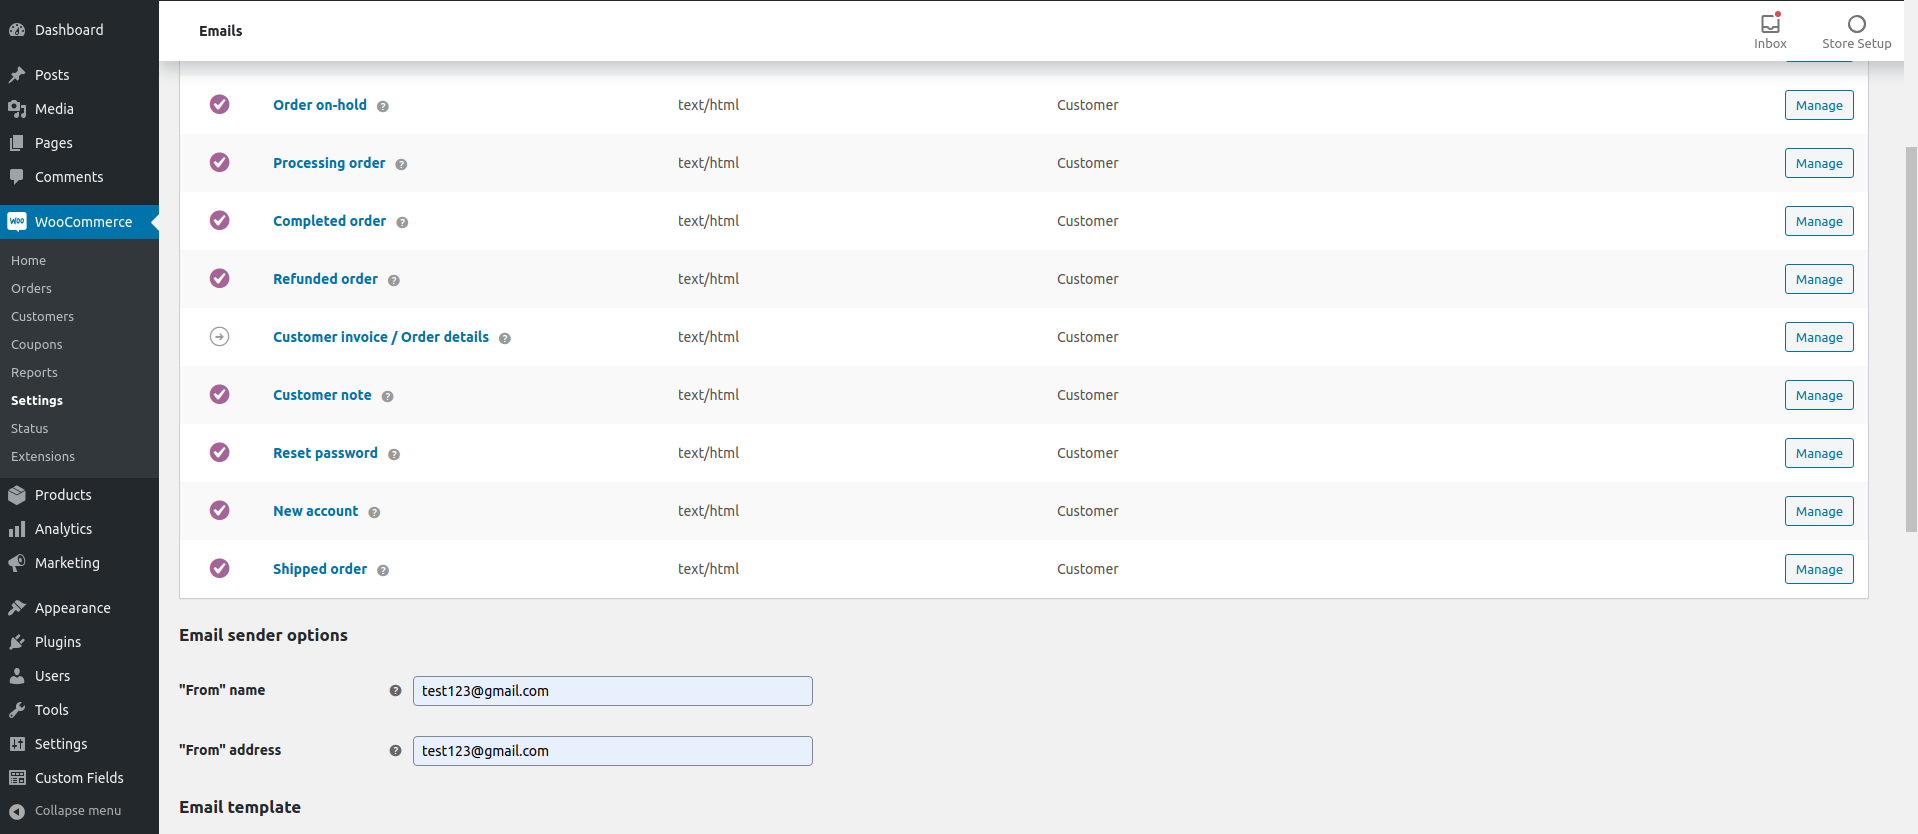 Dashboard
Posts
Media
Pages
Comments
WooCommerce
Home
Orders
Customers
Coupons
Reports
Settings
Status
Extensions
Products
Analytics
Marketing
Appearance
Plugins
Users
Tools
Settings
Custom Fields
Collapse menu
Emails
Inbox
Store Setup
Order on-hold ? text/html Customer Manage
Processing order ? text/html Customer Manage
Completed order ? text/html Customer Manage
Refunded order ? text/html Customer Manage
Customer invoice / Order details ? text/html Customer Manage
Customer note ? text/html Customer Manage
Reset password ? text/html Customer Manage
New account ? text/html Customer Manage
Shipped order ? text/html Customer Manage
Email sender options
"From" name ? test123@gmail.com
"From" address ? test123@gmail.com
Email template